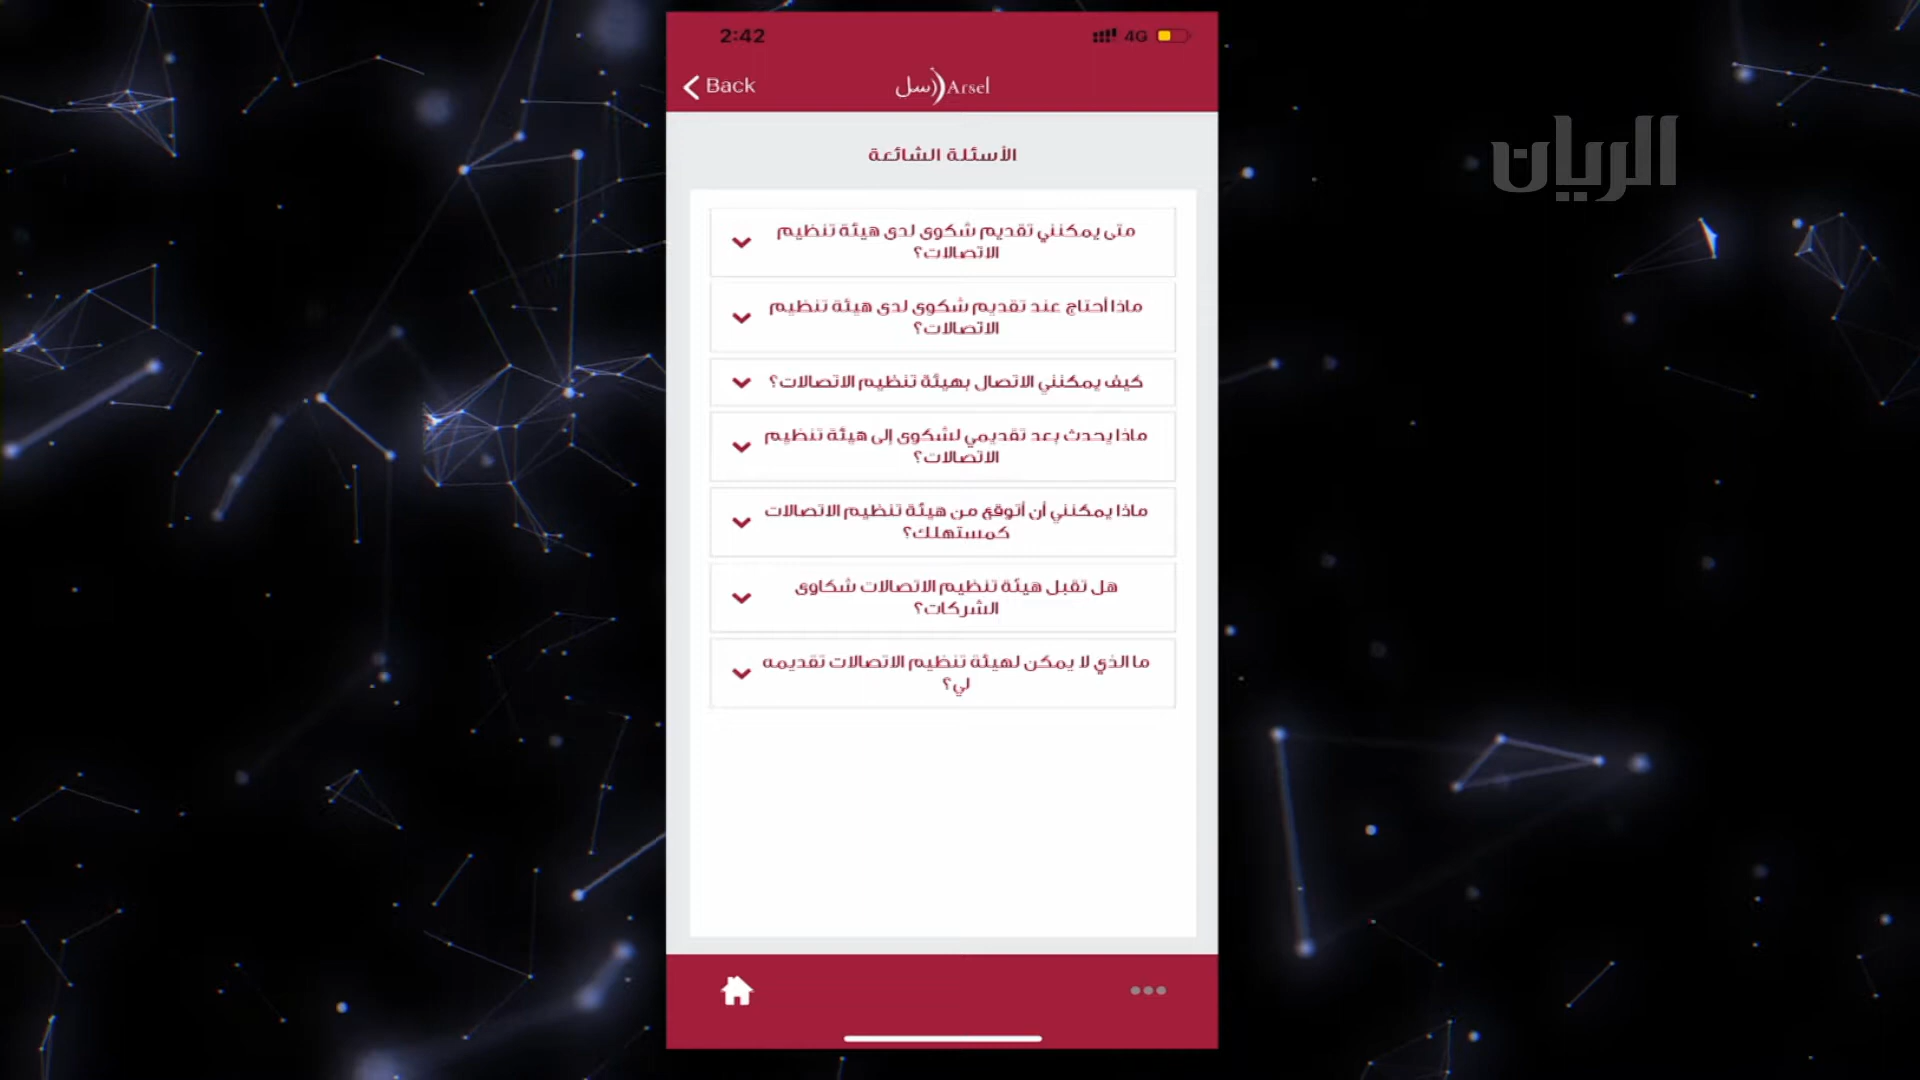 2:42
4G
Back
أرسل Arsel
الريان
الأسئلة الشائعة
متى يمكنني تقديم شكوى لدى هيئة تنظيم
الاتصالات؟
ماذا أحتاج عند تقديم شكوى لدى هيئة تنظيم
الاتصالات؟
كيف يمكنني الاتصال بهيئة تنظيم الاتصالات؟
ماذا يحدث بعد تقديمي لشكوى إلى هيئة تنظيم
الاتصالات؟
ماذا يمكنني أن أتوقع من هيئة تنظيم الاتصالات
كمستهلك؟
هل تقبل هيئة تنظيم الاتصالات شكاوى
الشركات؟
ما الذي لا يمكن لهيئة تنظيم الاتصالات تقديمه
لي؟